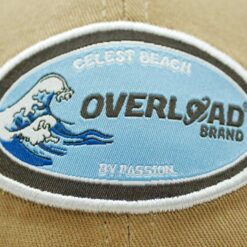 CELEST BEACH
OVERLOAD
BRAND
BY PASSION